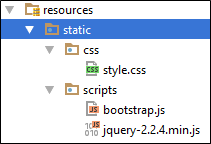 resources
static
css
style.css
scripts
bootstrap.js
jquery-2.2.4.min.js